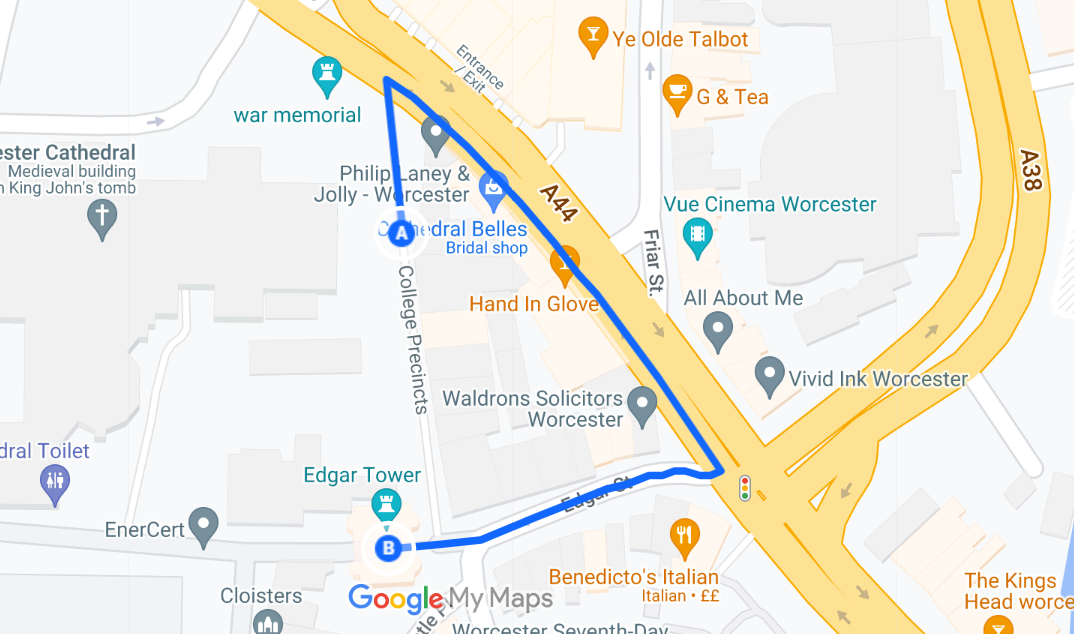 Ye Olde Talbot
Entrance
/ Exit
war memorial
G & Tea
A38
ester Cathedral
Medieval building
n King John's tomb
Philip Laney &
Jolly - Worcester
A44
Vue Cinema Worcester
A
Cathedral Belles
Bridal shop
Friar St.
College Precincts
Hand In Glove
All About Me
Vivid Ink Worcester
Waldrons Solicitors
Worcester
dral Toilet
Edgar Tower
Edgar St
EnerCert
B
Benedicto's Italian
Italian • ££
The Kings
Head worce
Cloisters
Google My Maps
Worcester Seventh-Day